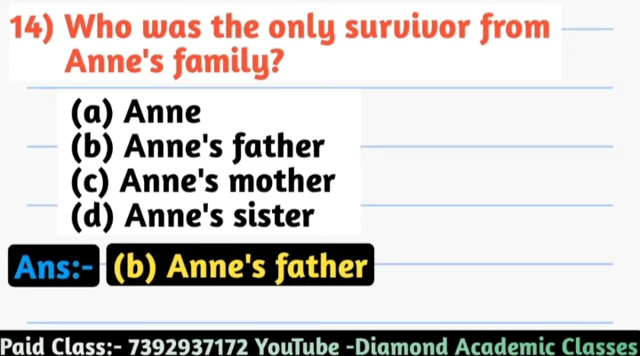 14) Who was the only survivor from
Anne's family?
(a) Anne
(b) Anne's father
(c) Anne's mother
(d) Anne's sister
Ans:- (b) Anne's father
Paid Class:- 7392937172 YouTube -Diamond Academic Classes